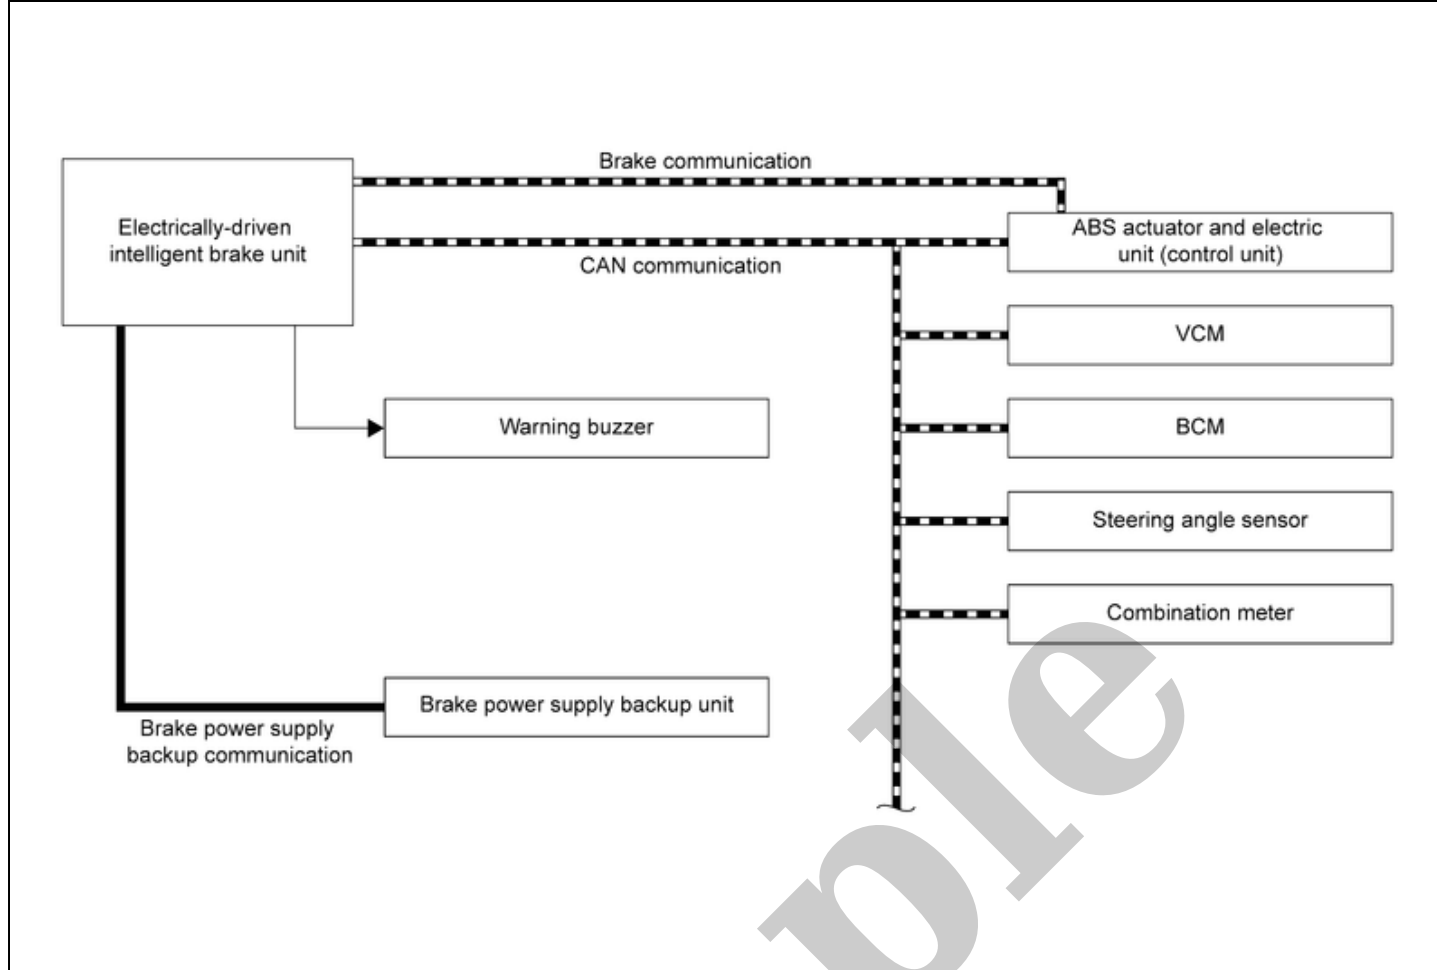 Brake communication
Electrically-driven
intelligent brake unit
ABS actuator and electric
unit (control unit)
CAN communication
VCM
Warning buzzer
BCM
Steering angle sensor
Combination meter
Brake power supply backup unit
Brake power supply
backup communication
ple